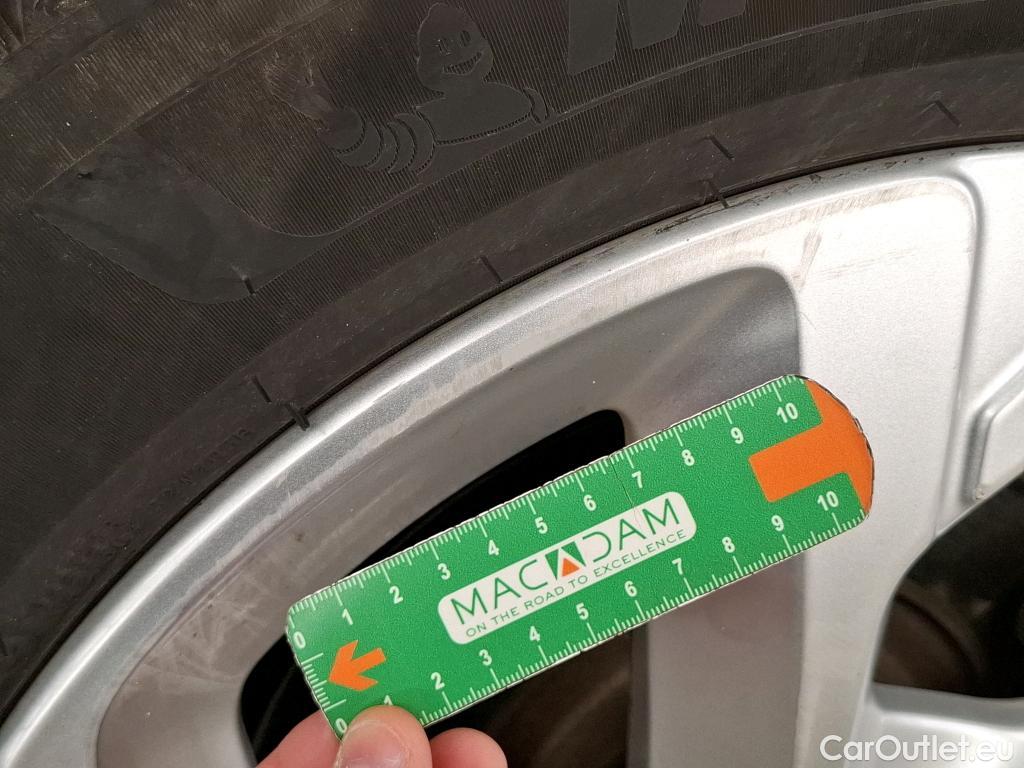 M
0 1 2 3 4 5 6 7 8 9 10
MACADAM
ON THE ROAD TO EXCELLENCE
0 1 2 3 4 5 6 7 8 9 10
CarOutlet.eu